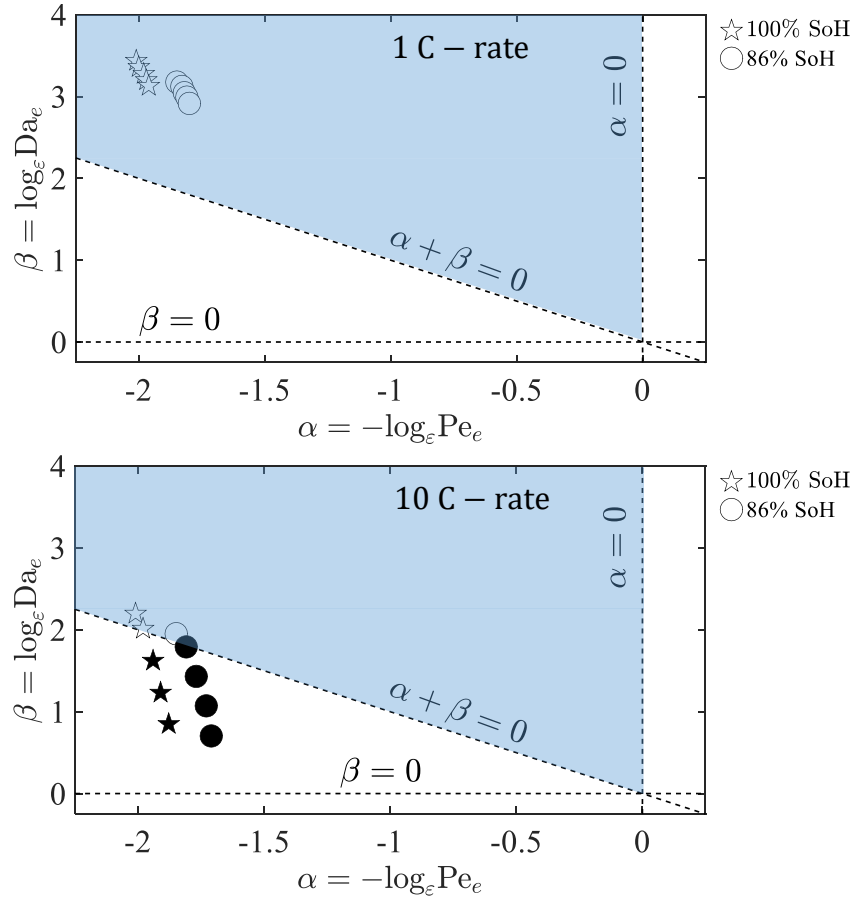 4
3
2
1
0
β = log_ε Da_e
1 C − rate
α = 0
α + β = 0
β = 0
☆ 100% SoH
○ 86% SoH
-2 -1.5 -1 -0.5 0
α = −log_ε Pe_e
4
3
2
1
0
β = log_ε Da_e
10 C − rate
α = 0
α + β = 0
β = 0
☆ 100% SoH
○ 86% SoH
-2 -1.5 -1 -0.5 0
α = −log_ε Pe_e